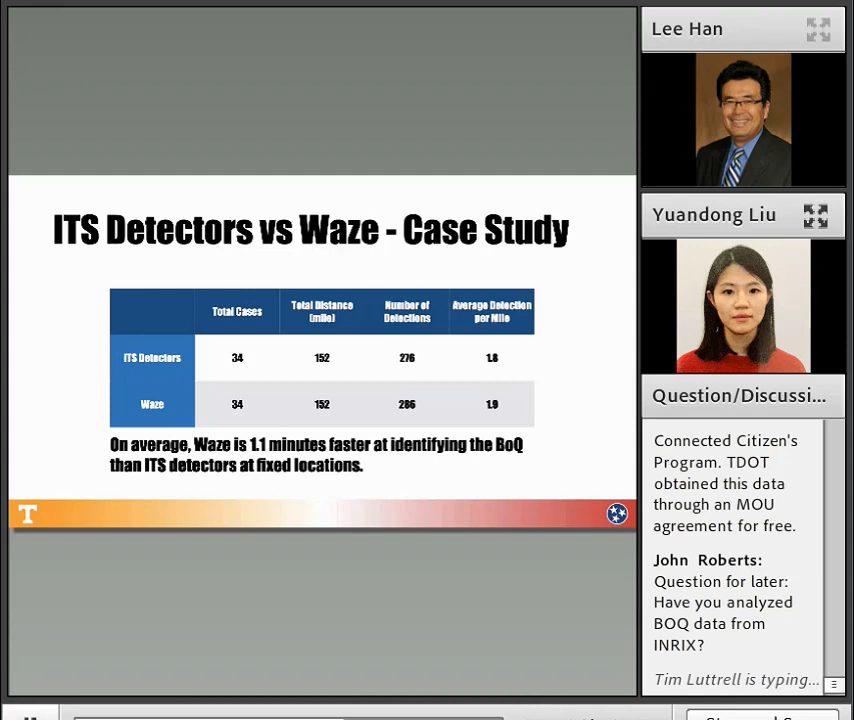 Lee Han
ITS Detectors vs Waze - Case Study
Total Cases
Total Distance
(mile)
Number of
Detections
Average Detection
per Mile
ITS Detectors
34
152
276
1.8
Waze
34
152
286
1.9
On average, Waze is 1.1 minutes faster at identifying the BoQ
than ITS detectors at fixed locations.
T
Yuandong Liu
Question/Discussi...
Connected Citizen's
Program. TDOT
obtained this data
through an MOU
agreement for free.
John Roberts:
Question for later:
Have you analyzed
BOQ data from
INRIX?
Tim Luttrell is typing...